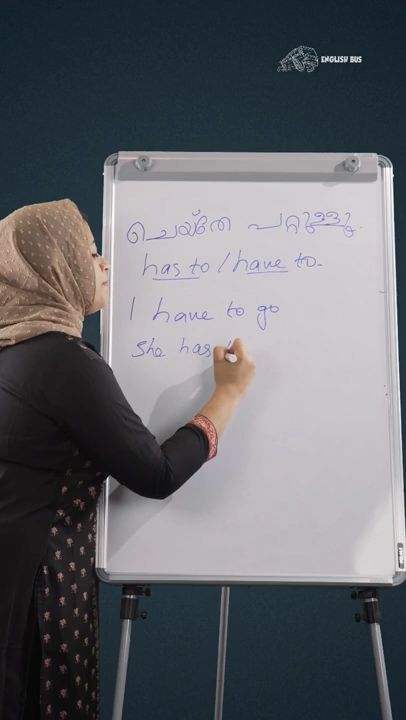 ENGLISH BUS
ചെയ്തേ പറ്റുള്ളൂ.
has to / have to.
I have to go
She has t